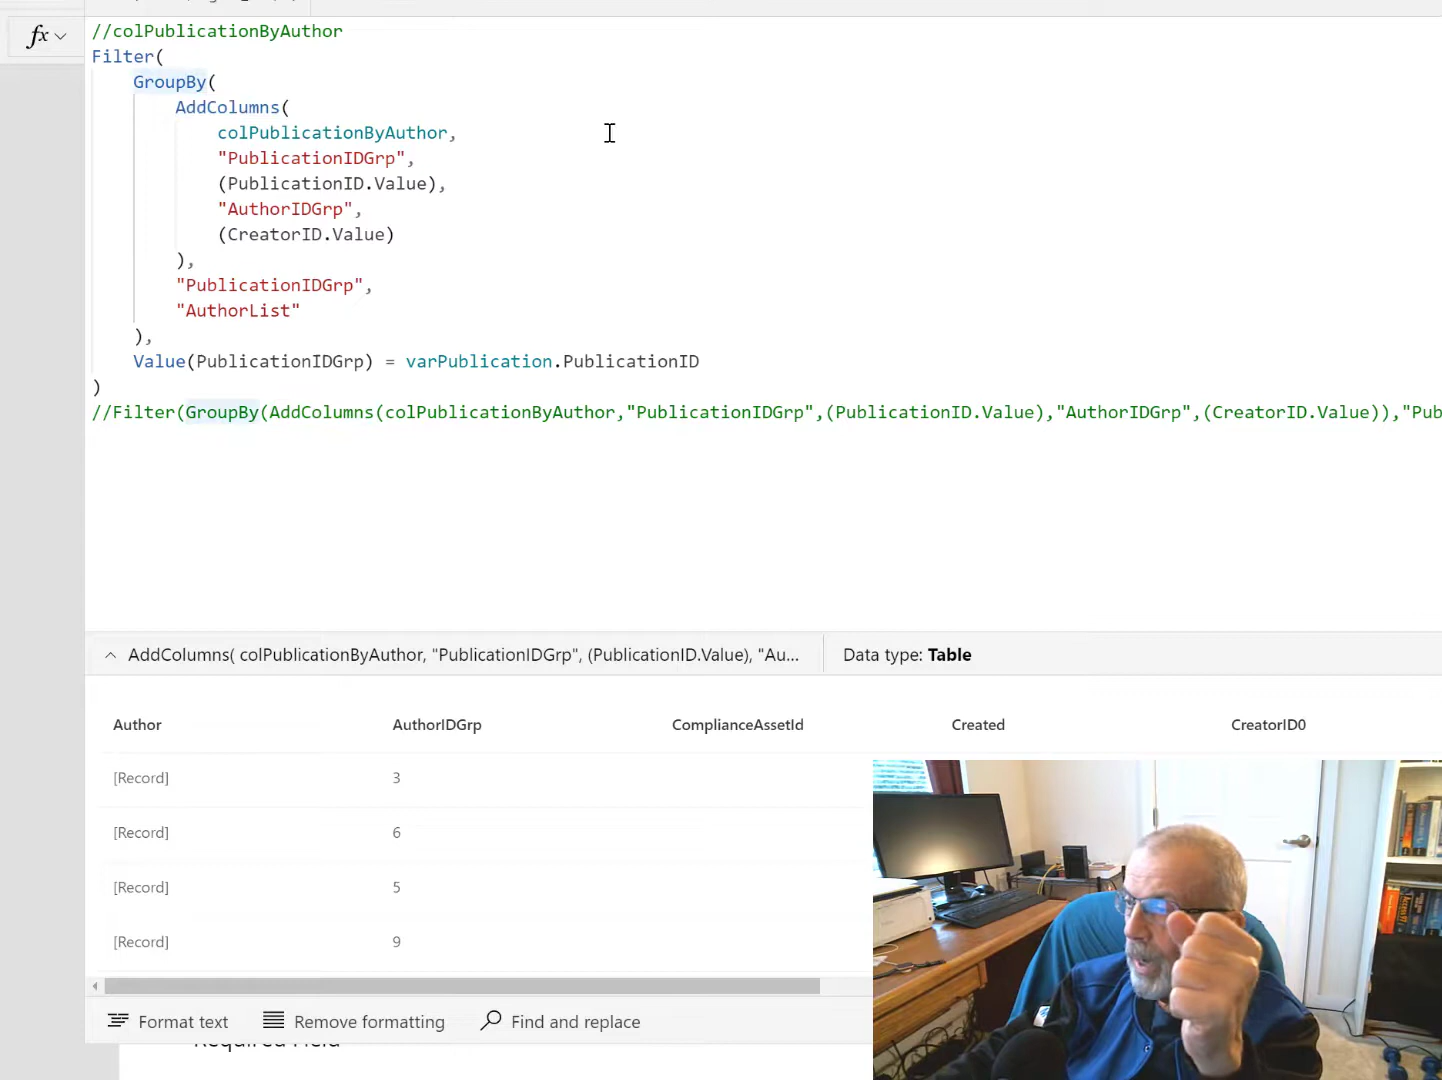 fx
//colPublicationByAuthor
Filter(
GroupBy(
AddColumns(
colPublicationByAuthor,
"PublicationIDGrp",
(PublicationID.Value),
"AuthorIDGrp",
(CreatorID.Value)
),
"PublicationIDGrp",
"AuthorList"
),
Value(PublicationIDGrp) = varPublication.PublicationID
)
//Filter(GroupBy(AddColumns(colPublicationByAuthor,"PublicationIDGrp",(PublicationID.Value),"AuthorIDGrp",(CreatorID.Value)),"Pub
AddColumns( colPublicationByAuthor, "PublicationIDGrp", (PublicationID.Value), "Au... Data type: Table
Author AuthorIDGrp ComplianceAssetId Created CreatorID0
[Record] 3
[Record] 6
[Record] 5
[Record] 9
Format text Remove formatting Find and replace
Required Field